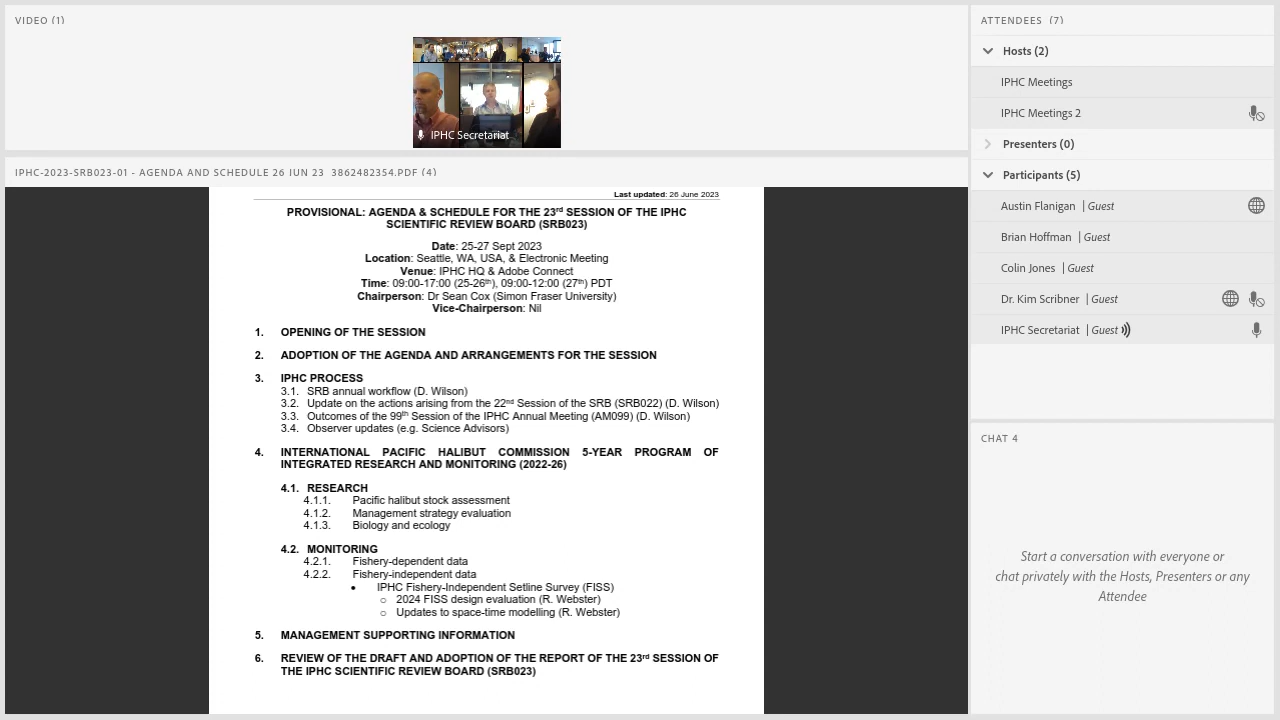 VIDEO (1)
IPHC Secretariat
IPHC-2023-SRB023-01 - AGENDA AND SCHEDULE 26 JUN 23 3862482354.PDF (4)
Last updated: 26 June 2023
PROVISIONAL: AGENDA & SCHEDULE FOR THE 23rd SESSION OF THE IPHC
SCIENTIFIC REVIEW BOARD (SRB023)
Date: 25-27 Sept 2023
Location: Seattle, WA, USA, & Electronic Meeting
Venue: IPHC HQ & Adobe Connect
Time: 09:00-17:00 (25-26th), 09:00-12:00 (27th) PDT
Chairperson: Dr Sean Cox (Simon Fraser University)
Vice-Chairperson: Nil
1. OPENING OF THE SESSION
2. ADOPTION OF THE AGENDA AND ARRANGEMENTS FOR THE SESSION
3. IPHC PROCESS
3.1. SRB annual workflow (D. Wilson)
3.2. Update on the actions arising from the 22nd Session of the SRB (SRB022) (D. Wilson)
3.3. Outcomes of the 99th Session of the IPHC Annual Meeting (AM099) (D. Wilson)
3.4. Observer updates (e.g. Science Advisors)
4. INTERNATIONAL PACIFIC HALIBUT COMMISSION 5-YEAR PROGRAM OF
INTEGRATED RESEARCH AND MONITORING (2022-26)
4.1. RESEARCH
4.1.1. Pacific halibut stock assessment
4.1.2. Management strategy evaluation
4.1.3. Biology and ecology
4.2. MONITORING
4.2.1. Fishery-dependent data
4.2.2. Fishery-independent data
• IPHC Fishery-Independent Setline Survey (FISS)
○ 2024 FISS design evaluation (R. Webster)
○ Updates to space-time modelling (R. Webster)
5. MANAGEMENT SUPPORTING INFORMATION
6. REVIEW OF THE DRAFT AND ADOPTION OF THE REPORT OF THE 23rd SESSION OF
THE IPHC SCIENTIFIC REVIEW BOARD (SRB023)
ATTENDEES (7)
Hosts (2)
IPHC Meetings
IPHC Meetings 2
Presenters (0)
Participants (5)
Austin Flanigan | Guest
Brian Hoffman | Guest
Colin Jones | Guest
Dr. Kim Scribner | Guest
IPHC Secretariat | Guest
CHAT 4
Start a conversation with everyone or
chat privately with the Hosts, Presenters or any
Attendee